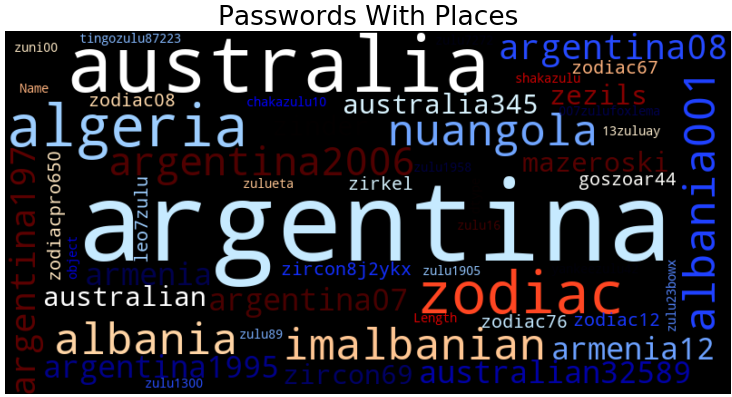 Passwords With Places
zuni00
tingozulu87223
australia
argentina08
zodiac67
shakazulu
Name
zodiac08
chakazulu10
australia345
zezils
algeria
nuangola
13zuluay
albania001
argentina2006
mazeroski
argentina197
zodiacpro650
leo7zulu
zulueta
zirkel
goszoar44
argentina
zulu16
object
armenia
zircon8j2ykx
zulu1905
zulu23bowx
australian
argentina07
zodiac
Length
zodiac76
zodiac12
albania
zulu89
imalbanian
armenia12
argentina1995
zulu1300
zircon69
australian32589